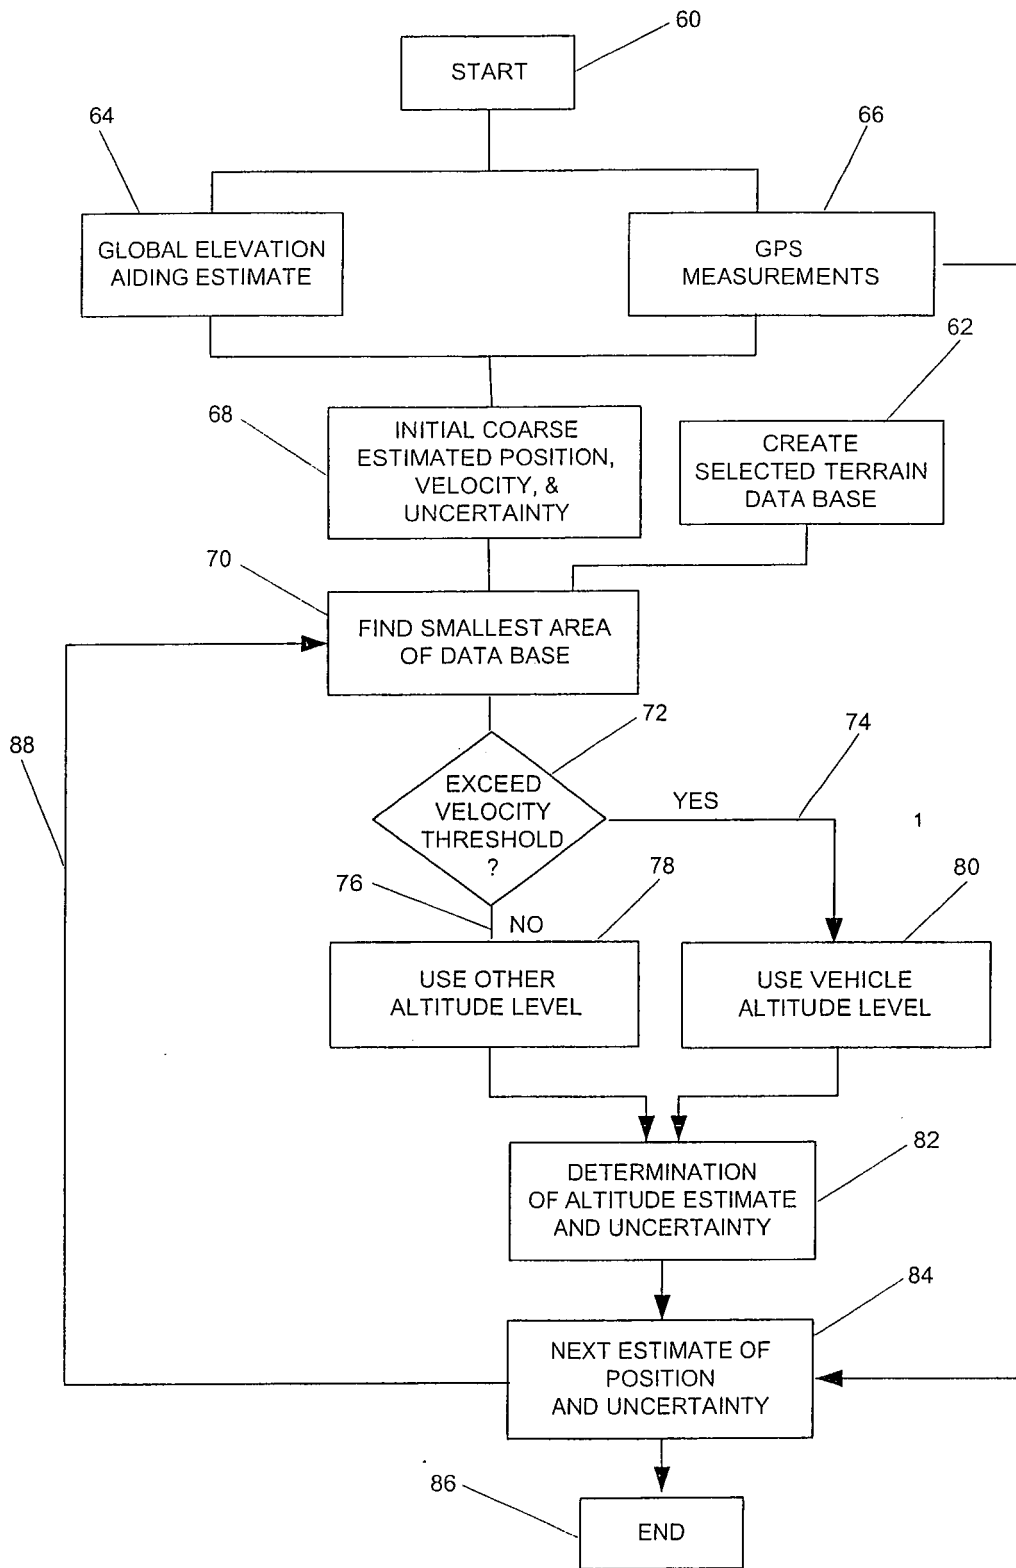 60
START
64
66
GLOBAL ELEVATION
AIDING ESTIMATE
GPS
MEASUREMENTS
62
68
INITIAL COARSE
ESTIMATED POSITION,
VELOCITY, &
UNCERTAINTY
CREATE
SELECTED TERRAIN
DATA BASE
70
FIND SMALLEST AREA
OF DATA BASE
72
74
88
EXCEED
VELOCITY
THRESHOLD
?
YES
1
76
NO
78
80
USE OTHER
ALTITUDE LEVEL
USE VEHICLE
ALTITUDE LEVEL
82
DETERMINATION
OF ALTITUDE ESTIMATE
AND UNCERTAINTY
84
NEXT ESTIMATE OF
POSITION
AND UNCERTAINTY
86
END